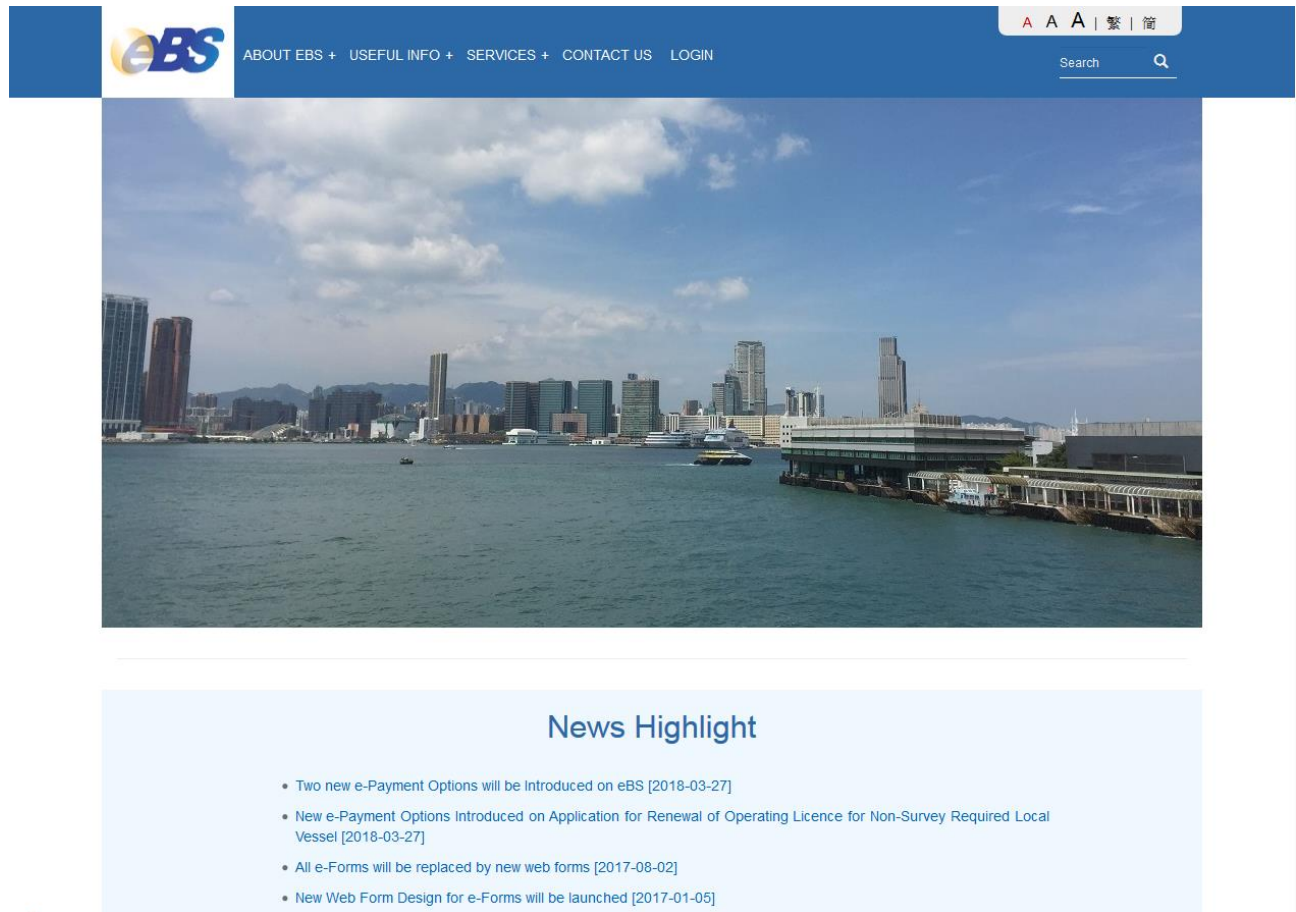 A A A | 繁 | 简
eBS
ABOUT EBS + USEFUL INFO + SERVICES + CONTACT US LOGIN
Search
News Highlight
• Two new e-Payment Options will be Introduced on eBS [2018-03-27]
• New e-Payment Options Introduced on Application for Renewal of Operating Licence for Non-Survey Required Local
Vessel [2018-03-27]
• All e-Forms will be replaced by new web forms [2017-08-02]
• New Web Form Design for e-Forms will be launched [2017-01-05]